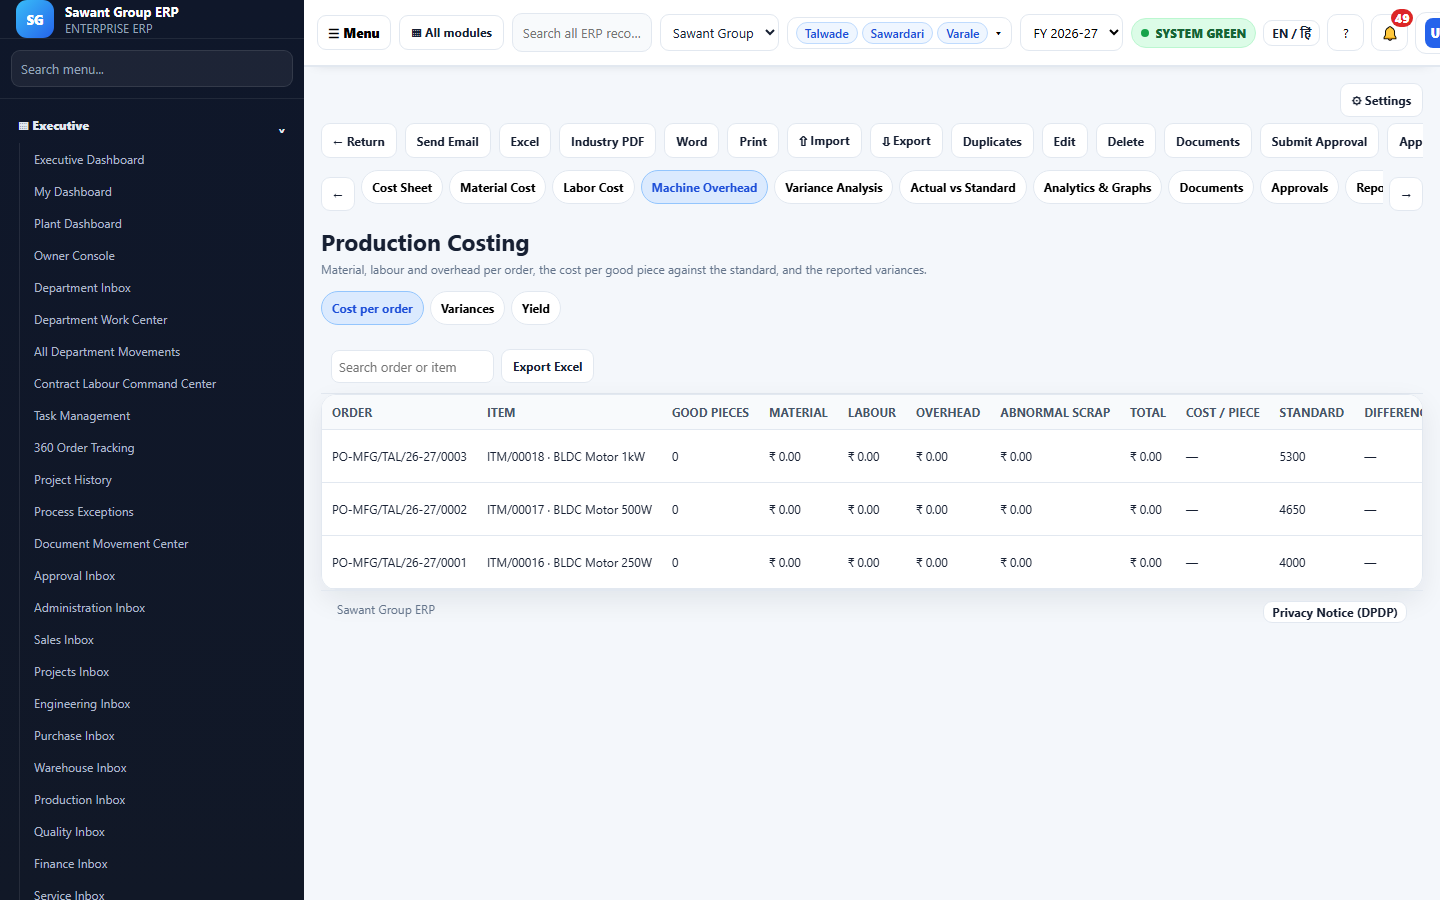 SG
Sawant Group ERP
ENTERPRISE ERP
Search menu...
Executive
Executive Dashboard
My Dashboard
Plant Dashboard
Owner Console
Department Inbox
Department Work Center
All Department Movements
Contract Labour Command Center
Task Management
360 Order Tracking
Project History
Process Exceptions
Document Movement Center
Approval Inbox
Administration Inbox
Sales Inbox
Projects Inbox
Engineering Inbox
Purchase Inbox
Warehouse Inbox
Production Inbox
Quality Inbox
Finance Inbox
Service Inbox
☰ Menu
All modules
Search all ERP reco...
Sawant Group
Talwade Sawardari Varale
FY 2026-27
SYSTEM GREEN
EN / हिं
?
49
U
⚙ Settings
← Return
Send Email
Excel
Industry PDF
Word
Print
⇧ Import
⇩ Export
Duplicates
Edit
Delete
Documents
Submit Approval
App
←
Cost Sheet
Material Cost
Labor Cost
Machine Overhead
Variance Analysis
Actual vs Standard
Analytics & Graphs
Documents
Approvals
Repo
→
Production Costing
Material, labour and overhead per order, the cost per good piece against the standard, and the reported variances.
Cost per order
Variances
Yield
Search order or item
Export Excel
ORDER ITEM GOOD PIECES MATERIAL LABOUR OVERHEAD ABNORMAL SCRAP TOTAL COST / PIECE STANDARD DIFFERENC
PO-MFG/TAL/26-27/0003 ITM/00018 · BLDC Motor 1kW 0 ₹ 0.00 ₹ 0.00 ₹ 0.00 ₹ 0.00 ₹ 0.00 — 5300 —
PO-MFG/TAL/26-27/0002 ITM/00017 · BLDC Motor 500W 0 ₹ 0.00 ₹ 0.00 ₹ 0.00 ₹ 0.00 ₹ 0.00 — 4650 —
PO-MFG/TAL/26-27/0001 ITM/00016 · BLDC Motor 250W 0 ₹ 0.00 ₹ 0.00 ₹ 0.00 ₹ 0.00 ₹ 0.00 — 4000 —
Sawant Group ERP
Privacy Notice (DPDP)